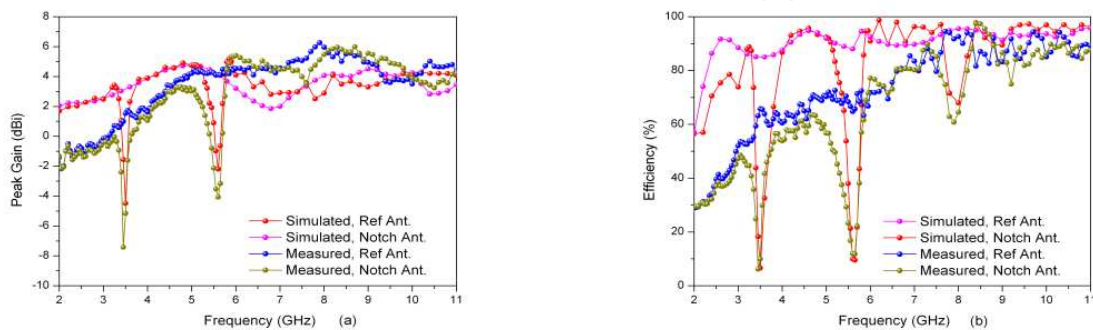 8
6
4
2
0
-2
-4
-6
-8
-10
Peak Gain (dBi)
Simulated, Ref Ant.
Simulated, Notch Ant.
Measured, Ref Ant.
Measured, Notch Ant.
2 3 4 5 6 7 8 9 10 11
Frequency (GHz) (a)
100
80
60
40
20
0
Efficiency (%)
Simulated, Ref Ant.
Simulated, Notch Ant.
Measured, Ref Ant.
Measured, Notch Ant.
2 3 4 5 6 7 8 9 10 11
Frequency (GHz) (b)